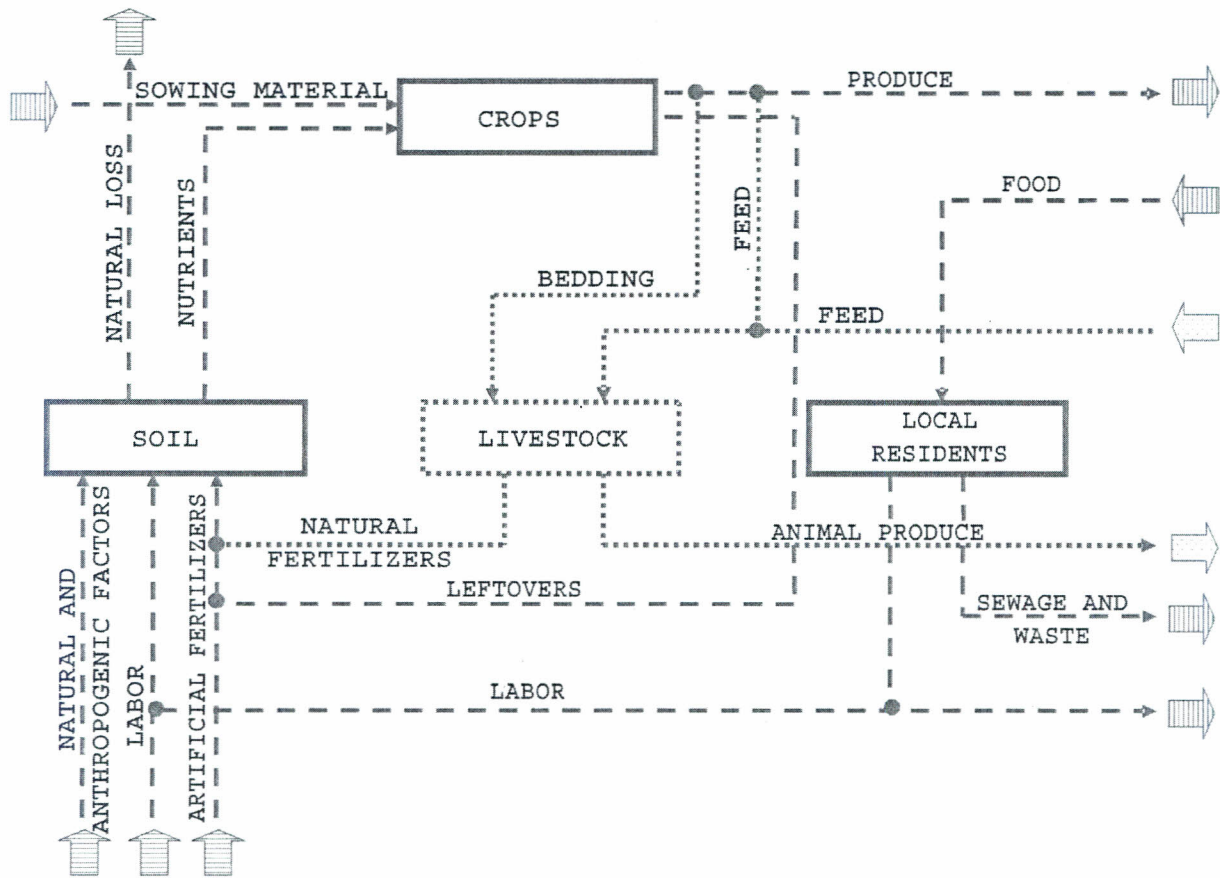 SOWING MATERIAL
CROPS
PRODUCE
NATURAL LOSS
NUTRIENTS
FEED
FOOD
BEDDING
FEED
SOIL
LIVESTOCK
LOCAL
RESIDENTS
NATURAL AND
ANTHROPOGENIC FACTORS
LABOR
ARTIFICIAL FERTILIZERS
NATURAL
FERTILIZERS
ANIMAL PRODUCE
LEFTOVERS
SEWAGE AND
WASTE
LABOR